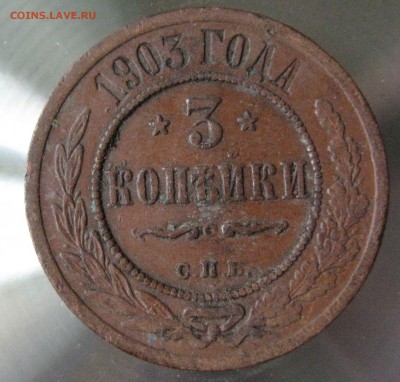 COINS.LAVE.RU
1903 ГОДА
3
КОПѢЙКИ
С.П.Б.